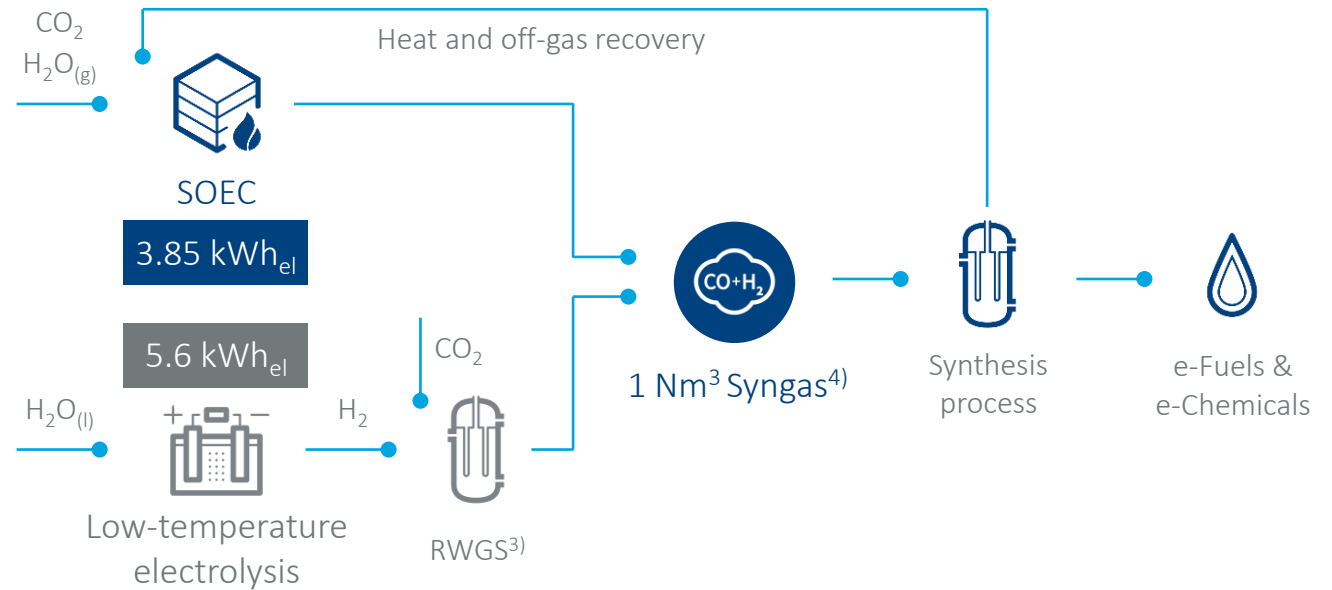 CO₂
H₂O₍g₎
Heat and off-gas recovery
SOEC
3.85 kWhₑₗ
CO+H₂
5.6 kWhₑₗ
CO₂
1 Nm³ Syngas⁴⁾
Synthesis
process
e-Fuels &
e-Chemicals
H₂O₍l₎
+ −
H₂
Low-temperature
electrolysis
RWGS³⁾